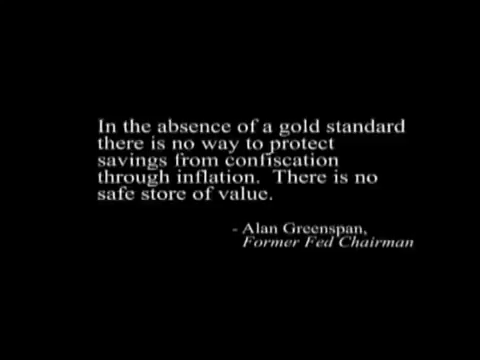 In the absence of a gold standard
there is no way to protect
savings from confiscation
through inflation.  There is no
safe store of value.
- Alan Greenspan,
Former Fed Chairman